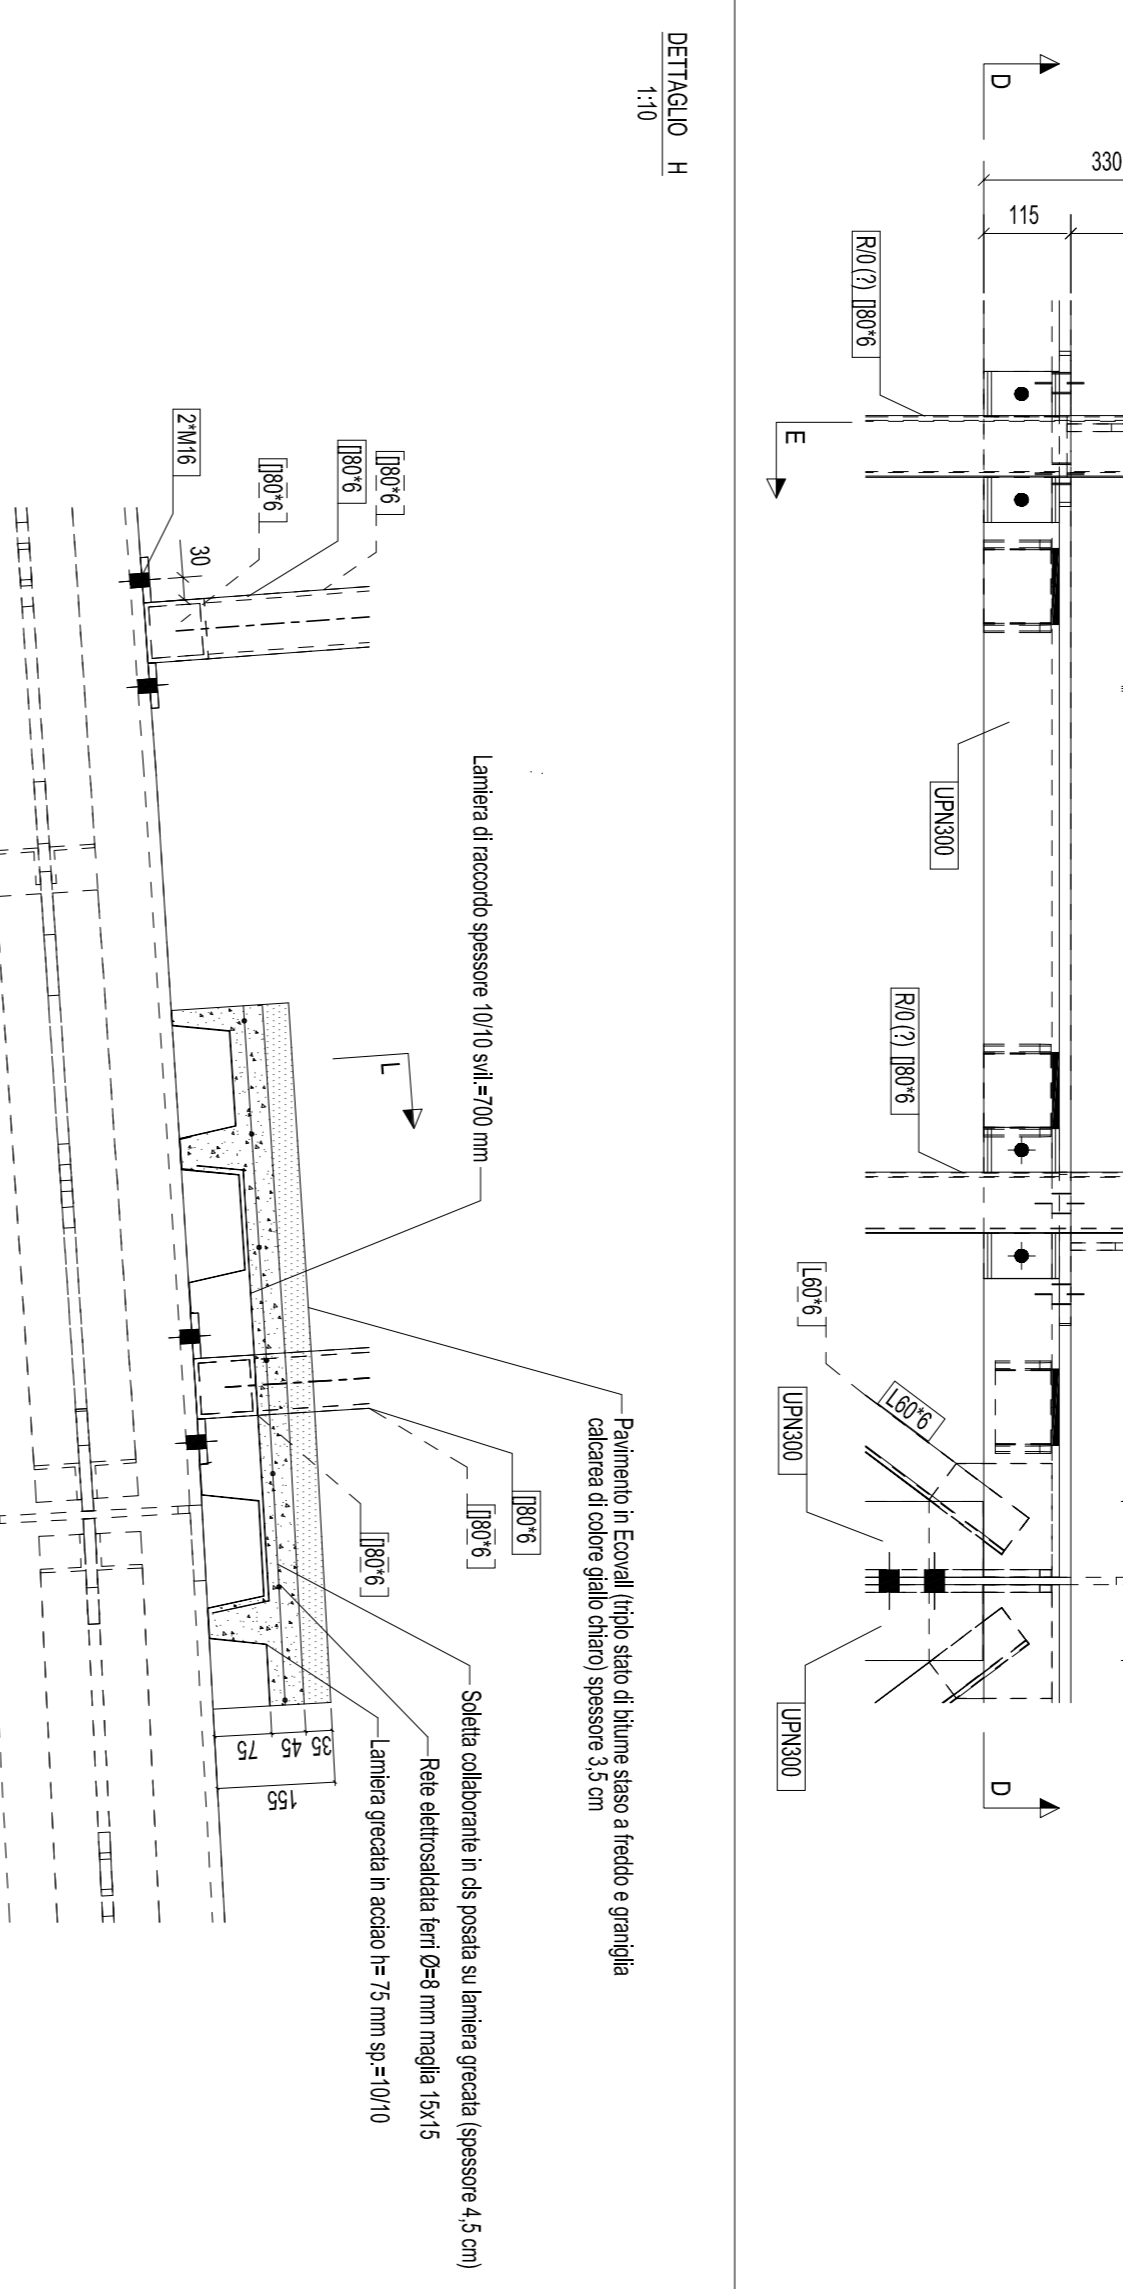 330
115
D
R/0 (?) []80*6
E
UPN300
R/0 (?) []80*6
L60*6
L60*6
UPN300
UPN300
D
DETTAGLIO H
1:10
2*M16
30
[]80*6
[]80*6
[]80*6
Lamiera di raccordo spessore 10/10 svil.=700 mm
L
Pavimento in Ecovall (triplo stato di bitume staso a freddo e graniglia
calcarea di colore giallo chiaro) spessore 3,5 cm
[]80*6
[]80*6
[]80*6
Soletta collaborante in cls posata su lamiera grecata (spessore 4,5 cm)
Rete elettrosaldata ferri Ø=8 mm maglia 15x15
Lamiera grecata in acciao h= 75 mm sp.=10/10
35
45
75
155